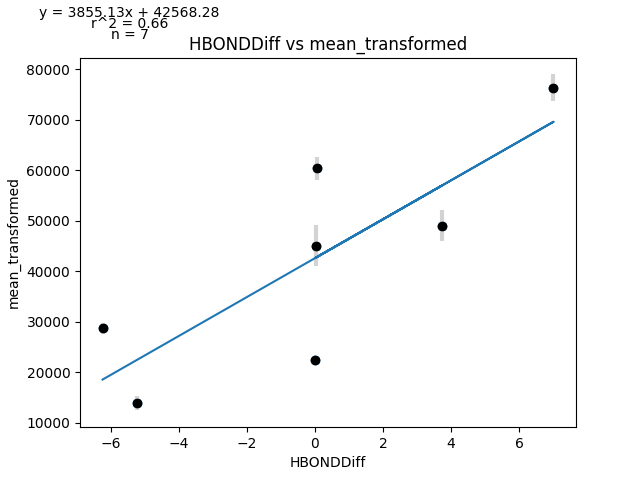 y = 3855.13x + 42568.28
r^2 = 0.66
n = 7
HBONDDiff vs mean_transformed
mean_transformed
80000
70000
60000
50000
40000
30000
20000
10000
−6
−4
−2
0
2
4
6
HBONDDiff